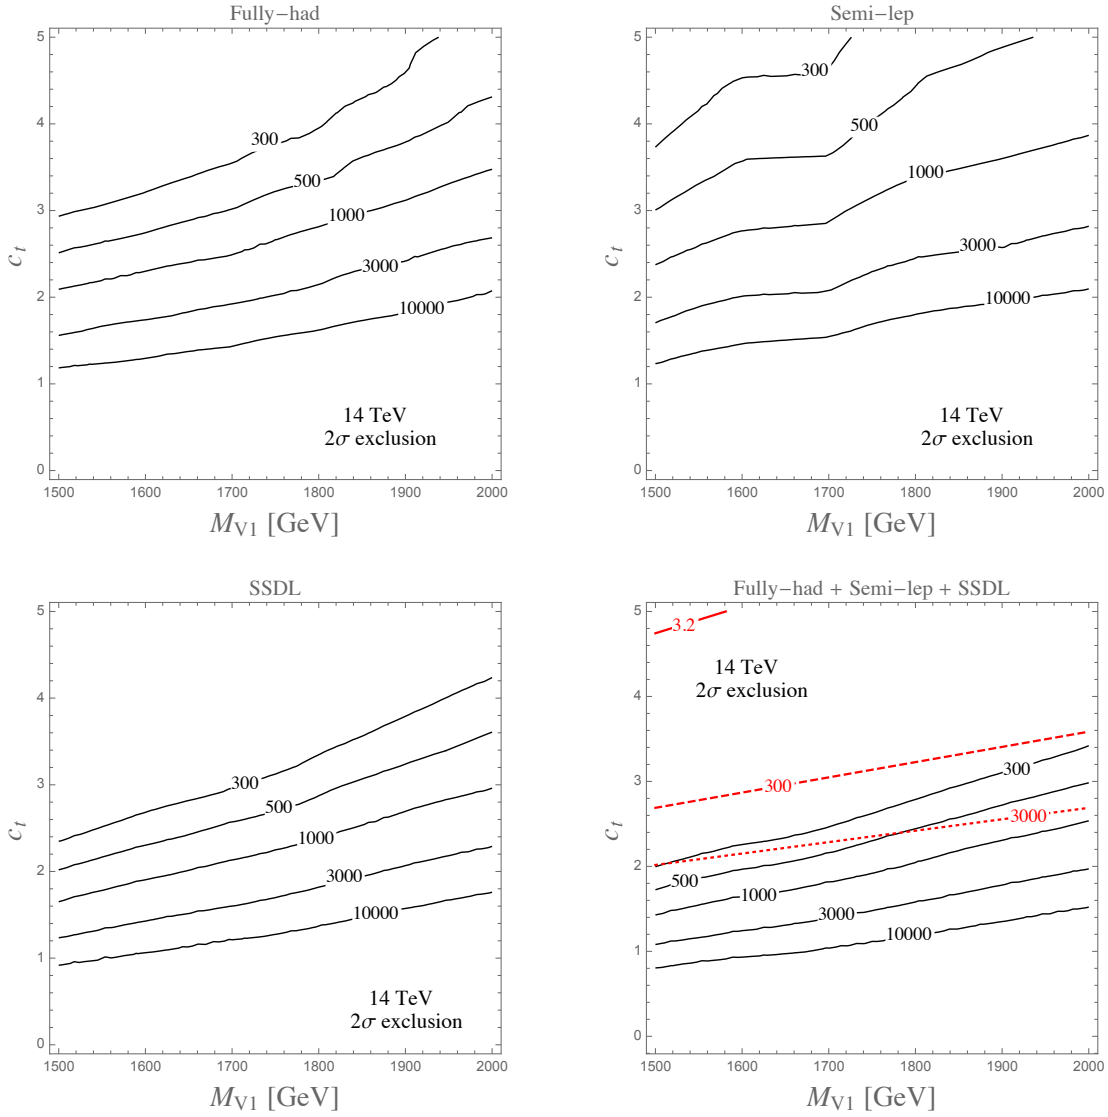 Fully−had
5
4
3
2
1
0
c_t
300
500
1000
3000
10000
14 TeV
2σ exclusion
1500 1600 1700 1800 1900 2000
M_V1 [GeV]
Semi−lep
5
4
3
2
1
0
c_t
300
500
1000
3000
10000
14 TeV
2σ exclusion
1500 1600 1700 1800 1900 2000
M_V1 [GeV]
SSDL
5
4
3
2
1
0
c_t
300
500
1000
3000
10000
14 TeV
2σ exclusion
1500 1600 1700 1800 1900 2000
M_V1 [GeV]
Fully−had + Semi−lep + SSDL
5
4
3
2
1
0
c_t
3.2
14 TeV
2σ exclusion
300
300
3000
500
1000
3000
10000
1500 1600 1700 1800 1900 2000
M_V1 [GeV]